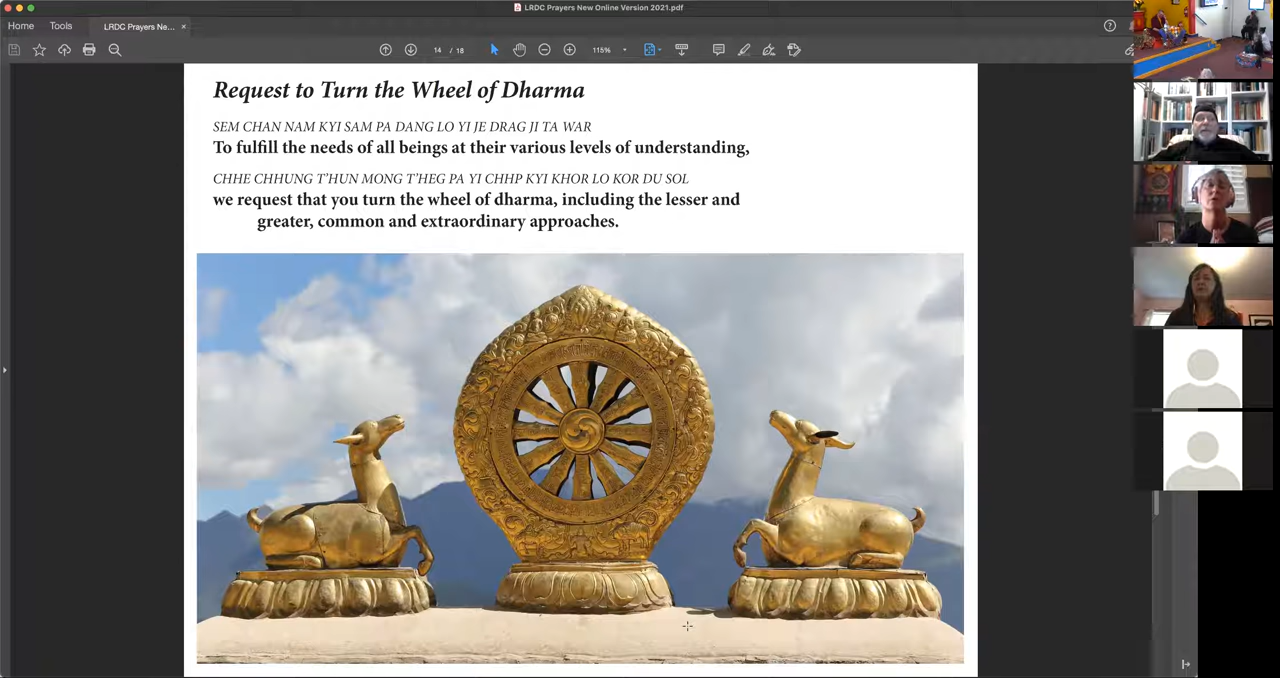 LRDC Prayers New Online Version 2021.pdf
Home Tools LRDC Prayers Ne... ×
14 / 18 115%
Request to Turn the Wheel of Dharma
SEM CHAN NAM KYI SAM PA DANG LO YI JE DRAG JI TA WAR
To fulfill the needs of all beings at their various levels of understanding,
CHHE CHHUNG T'HUN MONG T'HEG PA YI CHHP KYI KHOR LO KOR DU SOL
we request that you turn the wheel of dharma, including the lesser and
greater, common and extraordinary approaches.